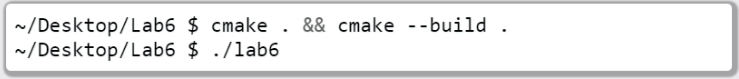 ~/Desktop/Lab6 $ cmake . && cmake --build .
~/Desktop/Lab6 $ ./lab6